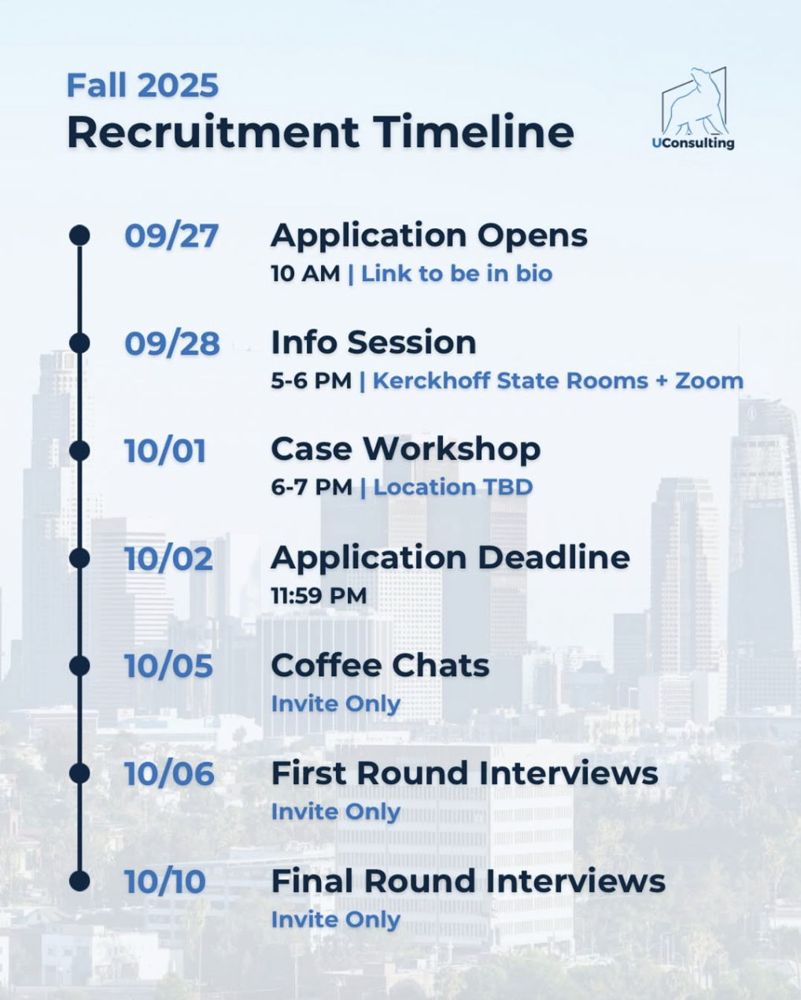 Fall 2025
Recruitment Timeline
UConsulting
09/27 Application Opens
10 AM | Link to be in bio
09/28 Info Session
5-6 PM | Kerckhoff State Rooms + Zoom
10/01 Case Workshop
6-7 PM | Location TBD
10/02 Application Deadline
11:59 PM
10/05 Coffee Chats
Invite Only
10/06 First Round Interviews
Invite Only
10/10 Final Round Interviews
Invite Only